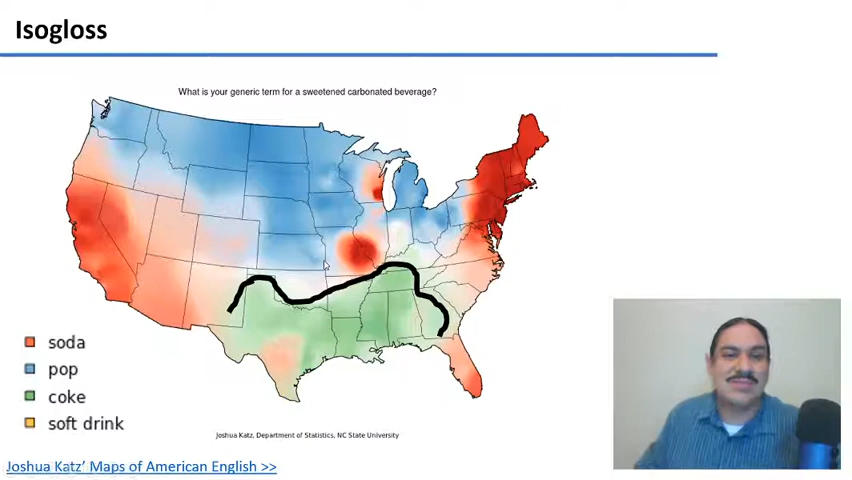 Isogloss
What is your generic term for a sweetened carbonated beverage?
soda
pop
coke
soft drink
Joshua Katz, Department of Statistics, NC State University
Joshua Katz' Maps of American English >>